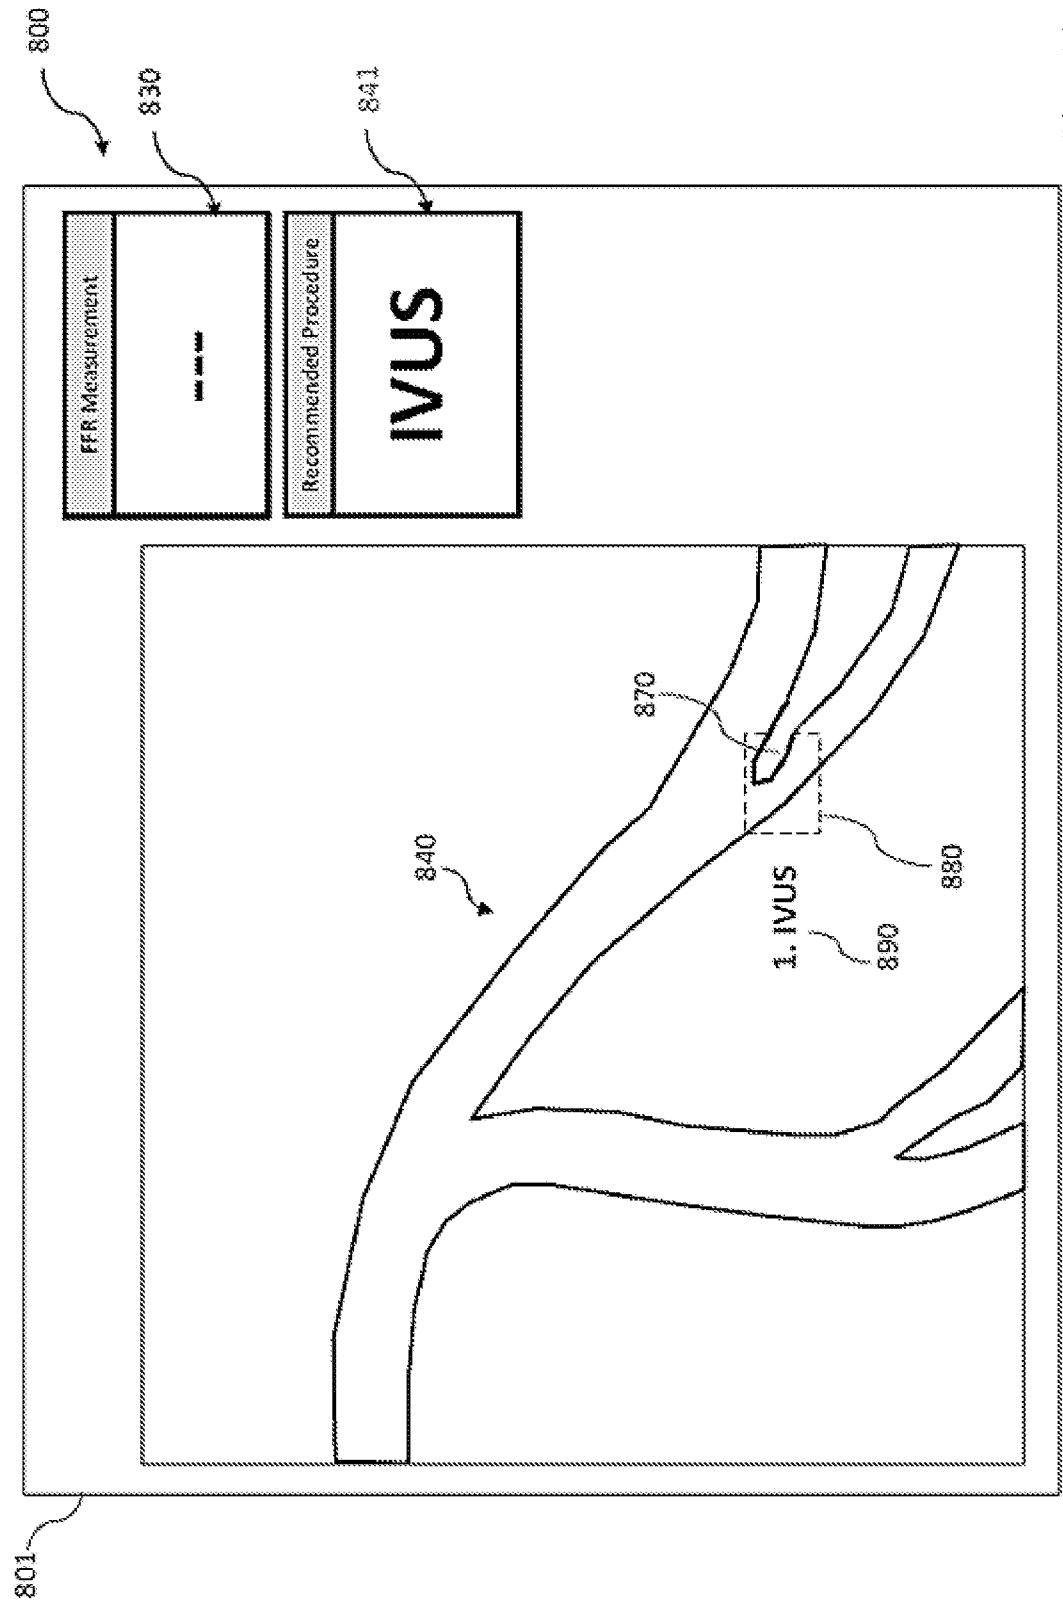 800
801
FFR Measurement
---
830
Recommended Procedure
IVUS
841
840
870
1. IVUS
890
880